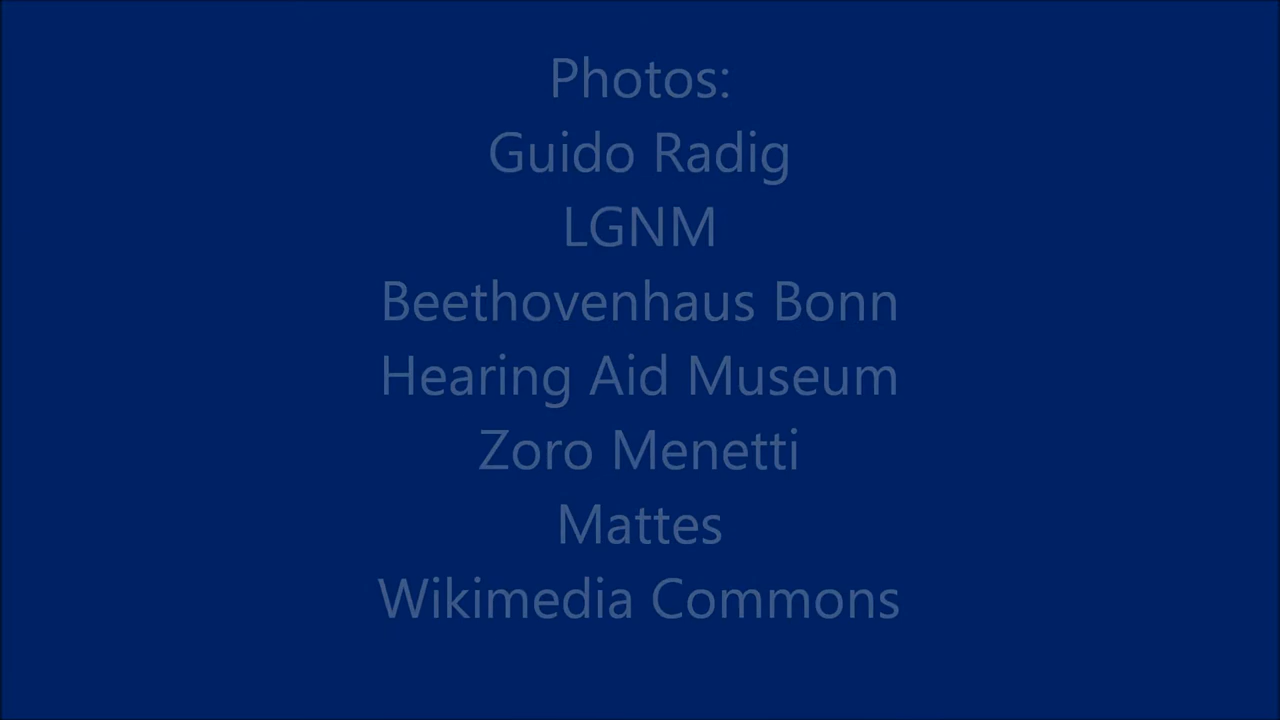 Photos:
Guido Radig
LGNM
Beethovenhaus Bonn
Hearing Aid Museum
Zoro Menetti
Mattes
Wikimedia Commons